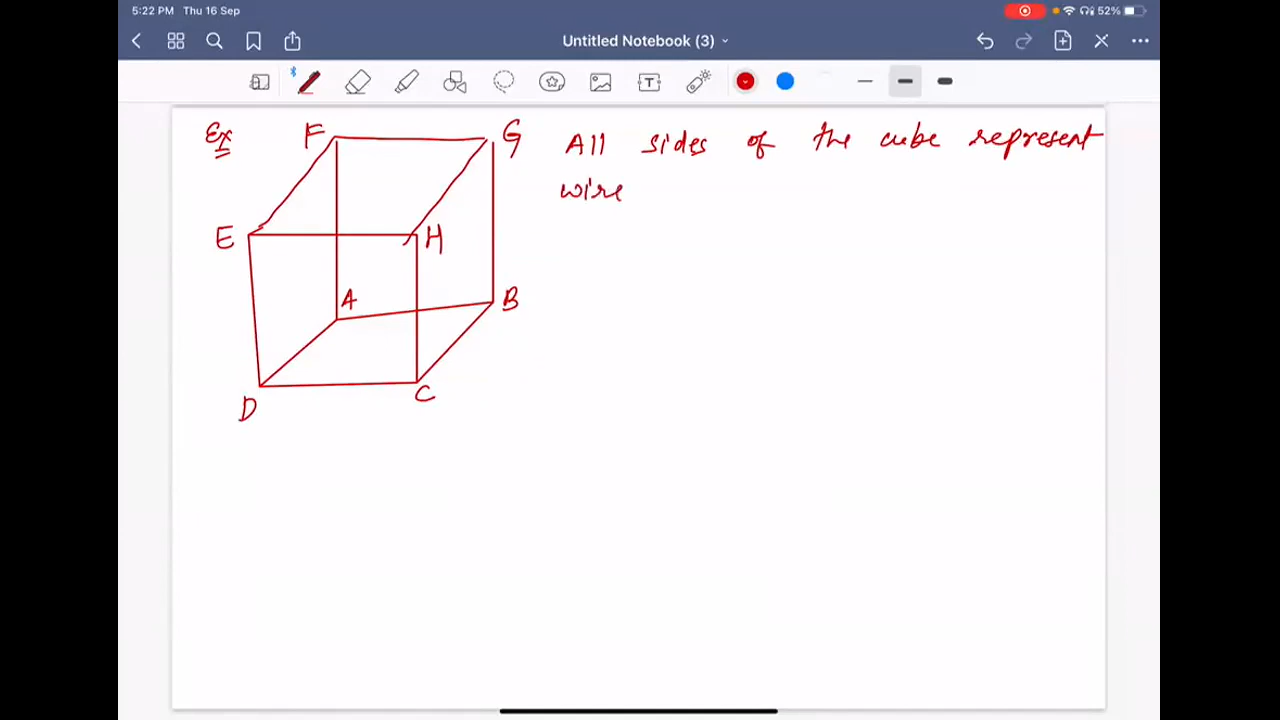 5:22 PM Thu 16 Sep
52%
Untitled Notebook (3)
T
Ex
F
G
All sides of the cube represent
wire
E
H
A
B
D
C